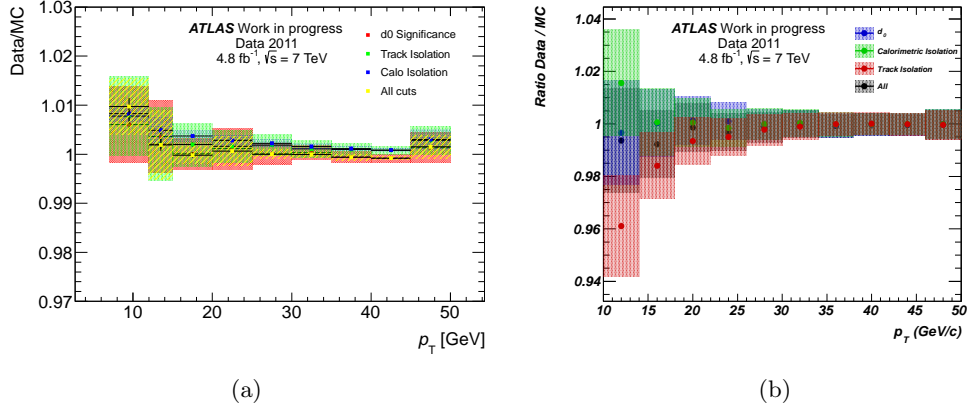 Data/MC
1.03
1.02
1.01
1
0.99
0.98
0.97
ATLAS Work in progress
Data 2011
4.8 fb-1, √s = 7 TeV
d0 Significance
Track Isolation
Calo Isolation
All cuts
10
20
30
40
50
pT [GeV]
(a)
Ratio Data / MC
1.04
1.02
1
0.98
0.96
0.94
ATLAS Work in progress
Data 2011
4.8 fb-1, √s = 7 TeV
d0
Calorimetric Isolation
Track Isolation
All
10 15 20 25 30 35 40 45 50
pT (GeV/c)
(b)